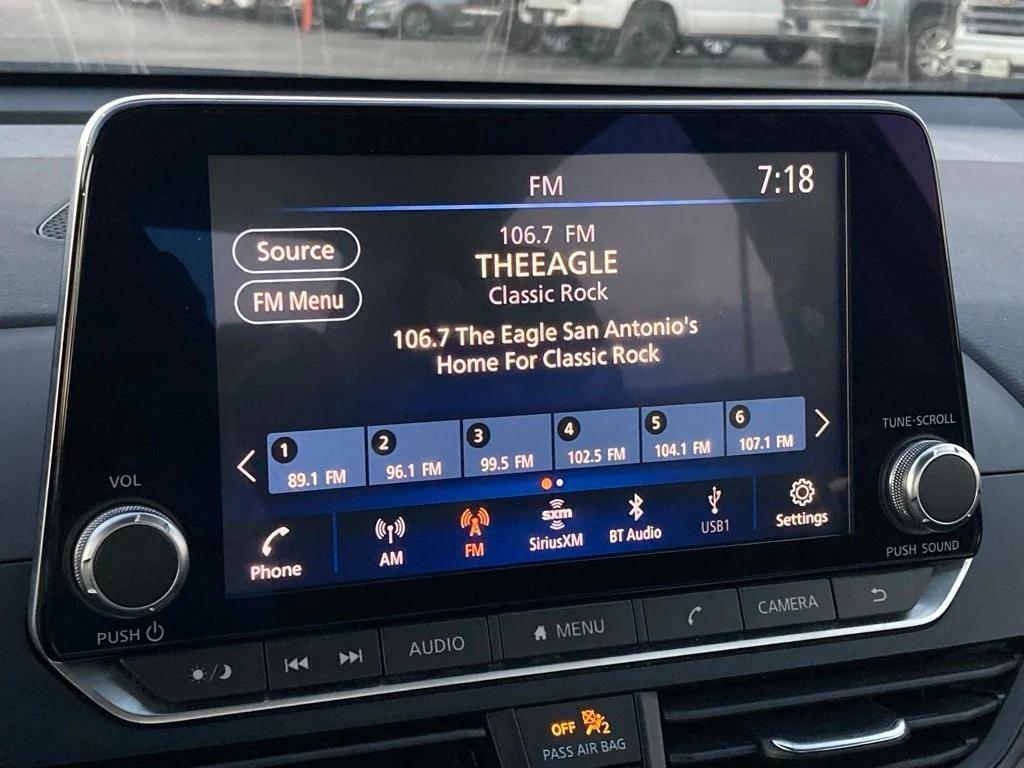 FM
7:18
Source
FM Menu
106.7 FM
THEEAGLE
Classic Rock
106.7 The Eagle San Antonio's
Home For Classic Rock
1
89.1 FM
2
96.1 FM
3
99.5 FM
4
102.5 FM
5
104.1 FM
6
107.1 FM
Phone
AM
FM
sxm
SiriusXM
BT Audio
USB1
Settings
VOL
PUSH
TUNE·SCROLL
PUSH SOUND
AUDIO
MENU
CAMERA
OFF
2
PASS AIR BAG